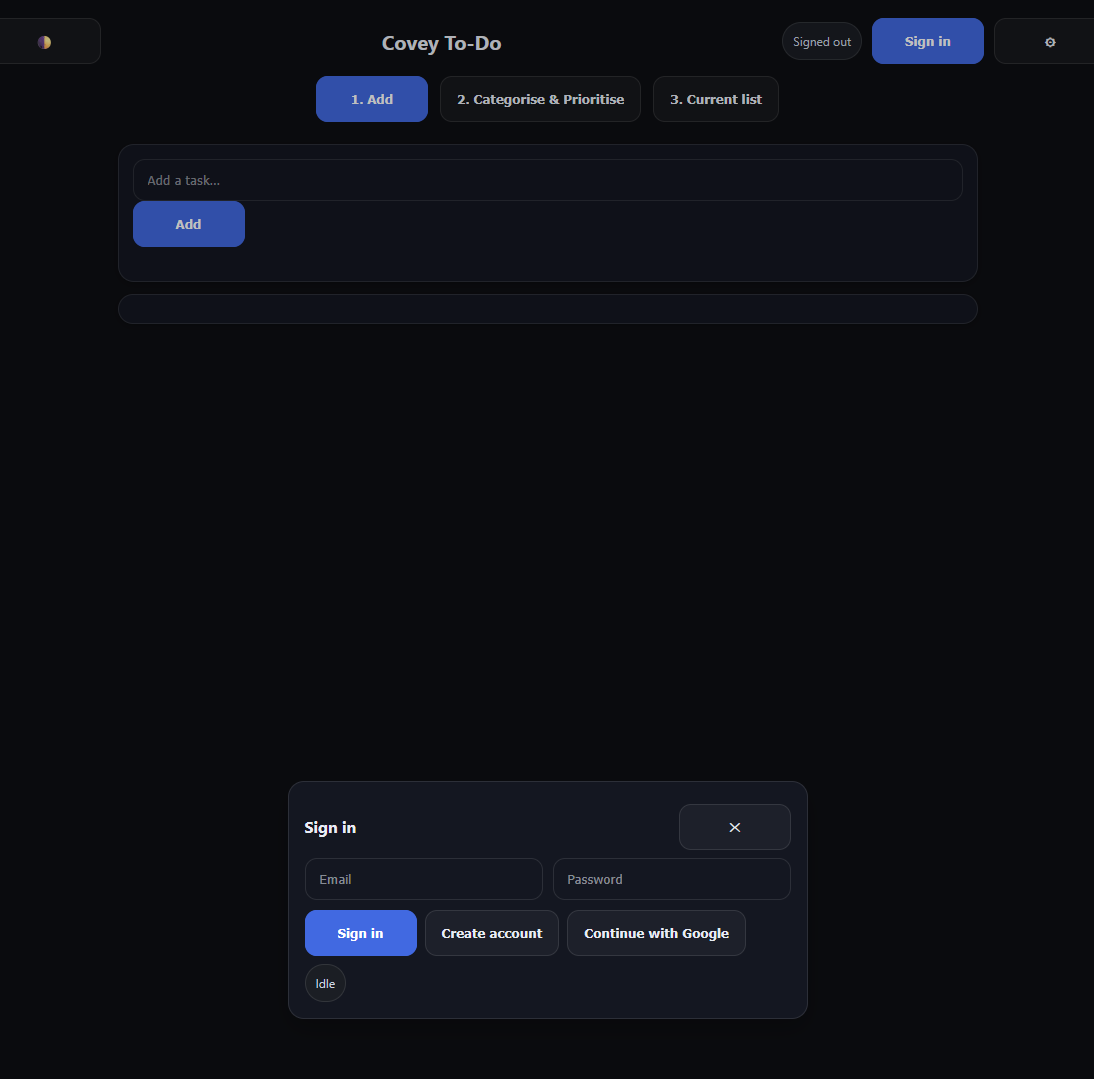 Covey To-Do
Signed out
Sign in
1. Add
2. Categorise & Prioritise
3. Current list
Add a task...
Add
Sign in
Email
Password
Sign in
Create account
Continue with Google
Idle